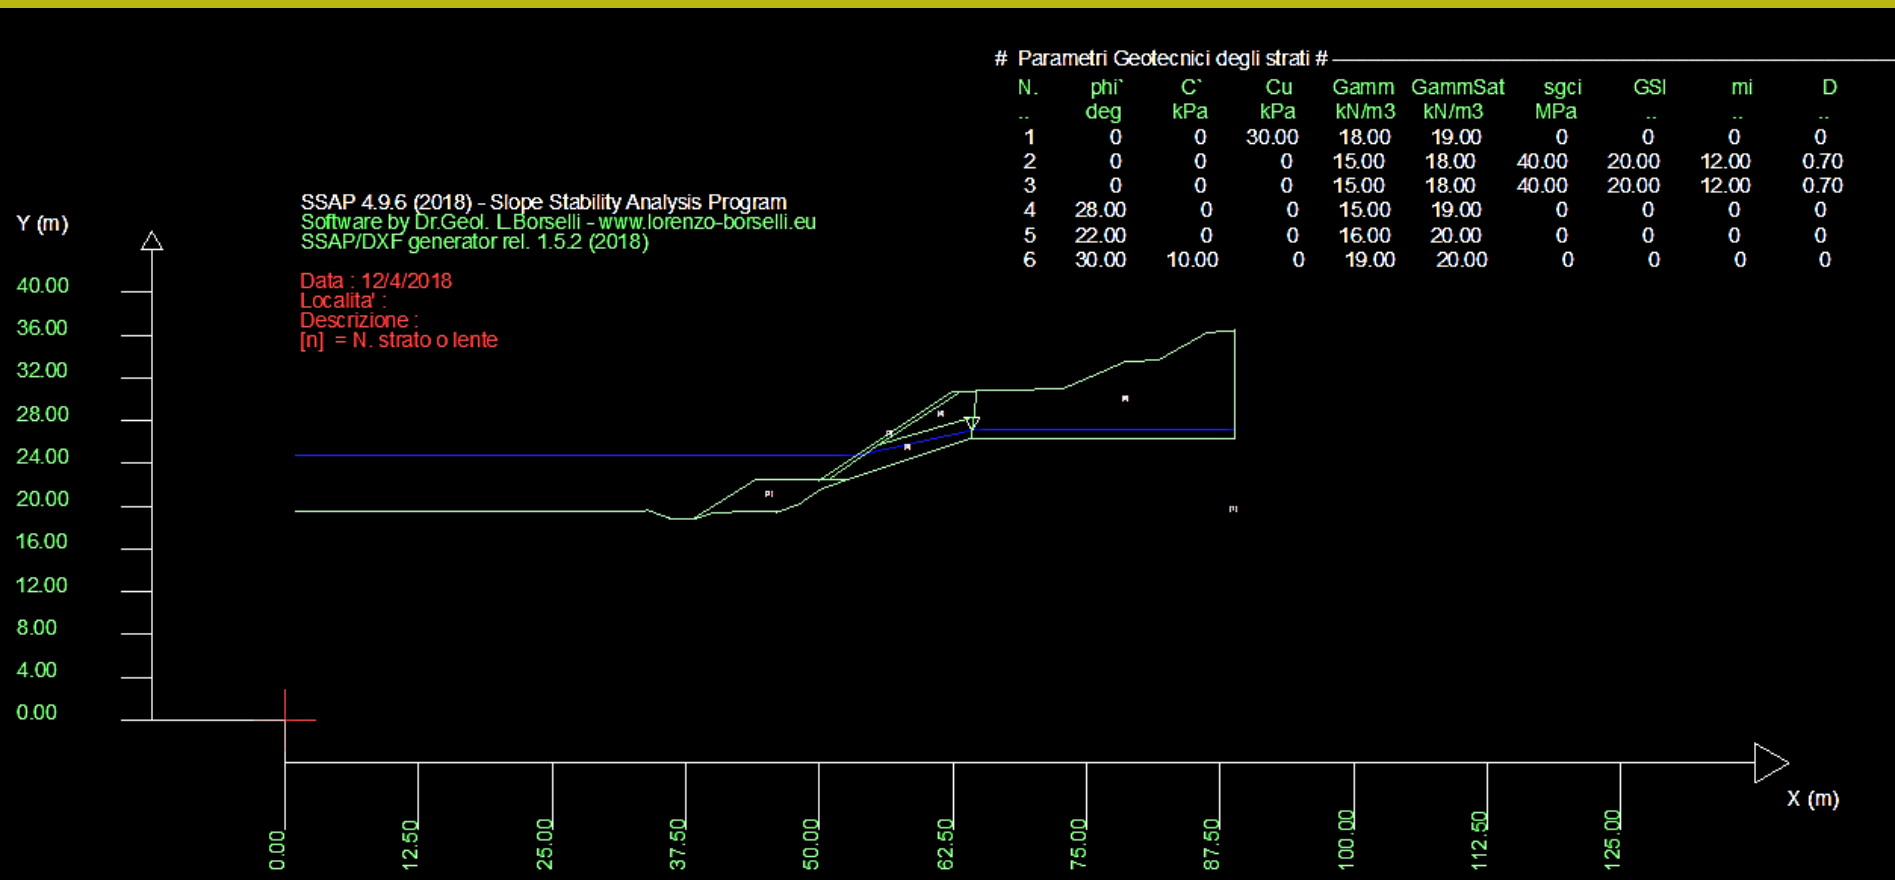 # Parametri Geotecnici degli strati #
N. phi` C` Cu Gamm GammSat sgci GSI mi D
.. deg kPa kPa kN/m3 kN/m3 MPa .. .. ..
1 0 0 30.00 18.00 19.00 0 0 0 0
2 0 0 0 15.00 18.00 40.00 20.00 12.00 0.70
3 0 0 0 15.00 18.00 40.00 20.00 12.00 0.70
4 28.00 0 0 15.00 19.00 0 0 0 0
5 22.00 0 0 16.00 20.00 0 0 0 0
6 30.00 10.00 0 19.00 20.00 0 0 0 0
SSAP 4.9.6 (2018) - Slope Stability Analysis Program
Software by Dr.Geol. L.Borselli - www.lorenzo-borselli.eu
SSAP/DXF generator rel. 1.5.2 (2018)
Data : 12/4/2018
Localita' :
Descrizione :
[n] = N. strato o lente
Y (m)
40.00
36.00
32.00
28.00
24.00
20.00
16.00
12.00
8.00
4.00
0.00
X (m)
0.00
12.50
25.00
37.50
50.00
62.50
75.00
87.50
100.00
112.50
125.00